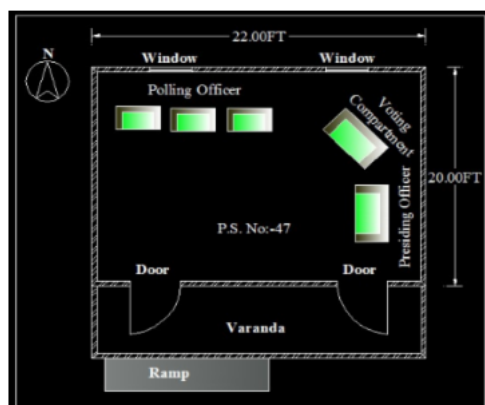 22.00FT
N
Window
Window
Polling Officer
Voting
Compartment
20.00FT
Presiding Officer
P.S. No:-47
Door
Door
Varanda
Ramp